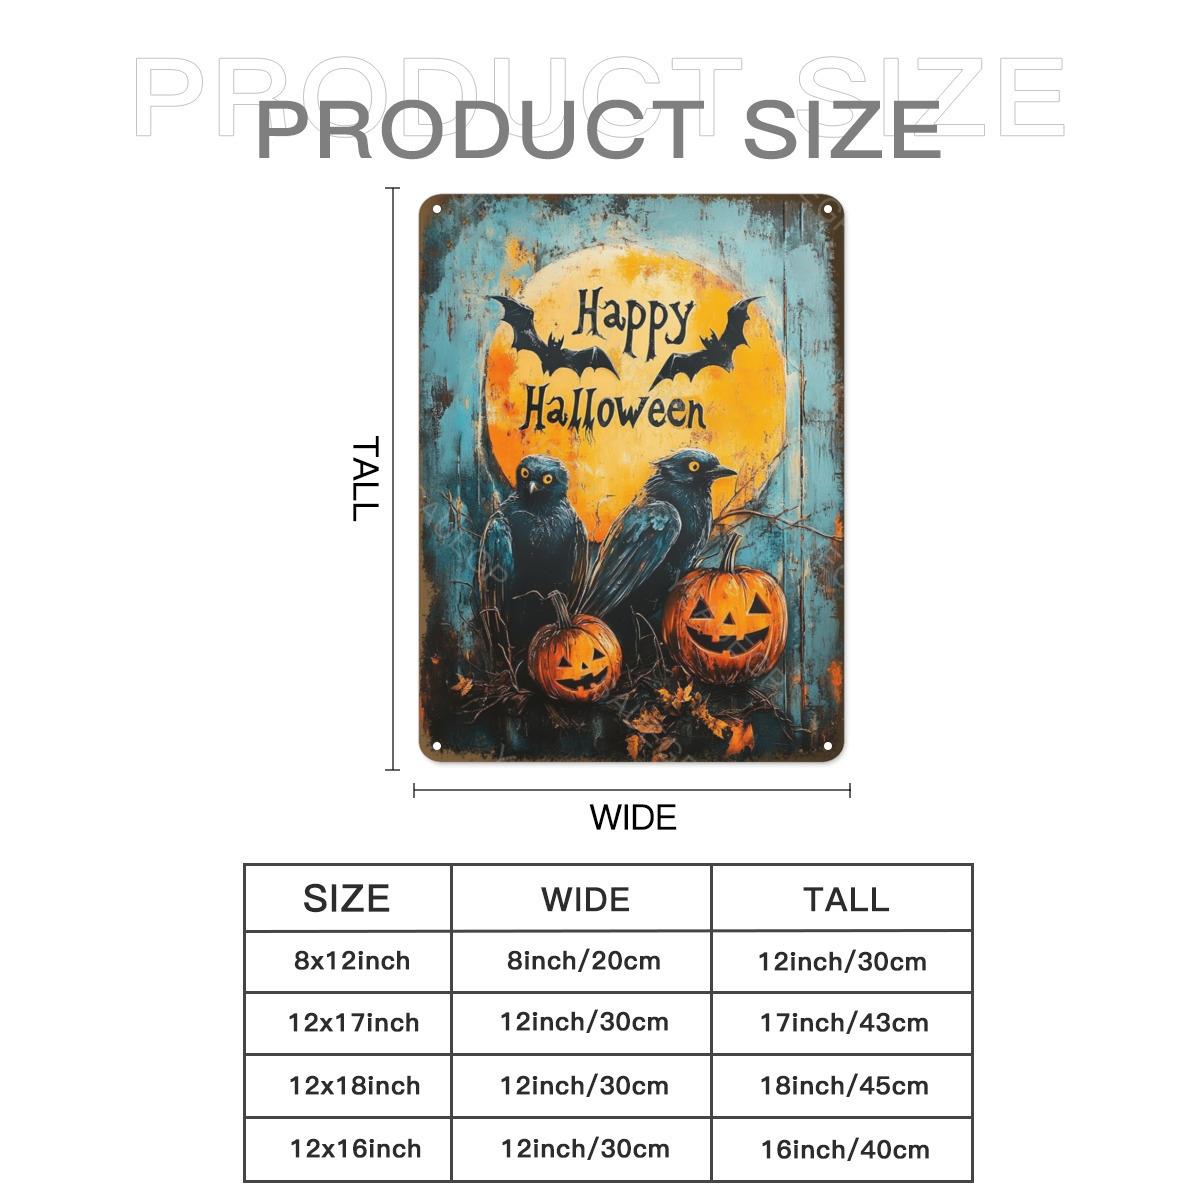 PRODUCT SIZE
PRODUCT SIZE
Happy
Halloween
TALL
WIDE
SIZE WIDE TALL
8x12inch 8inch/20cm 12inch/30cm
12x17inch 12inch/30cm 17inch/43cm
12x18inch 12inch/30cm 18inch/45cm
12x16inch 12inch/30cm 16inch/40cm